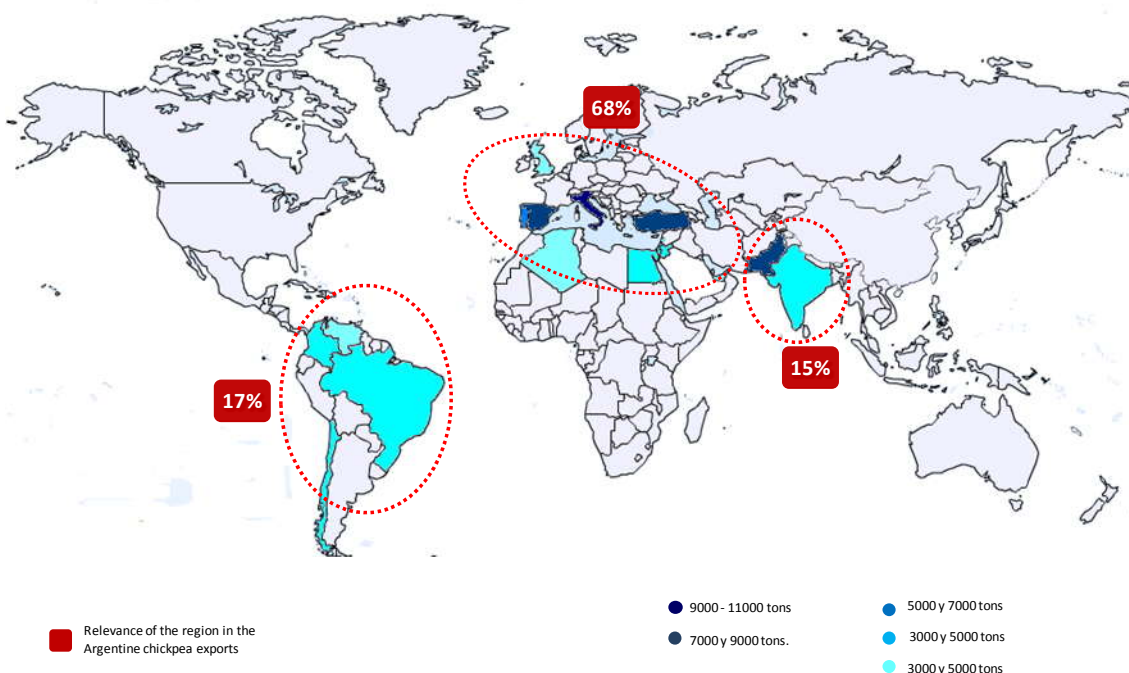 68%
17%
15%
Relevance of the region in the
Argentine chickpea exports
9000 - 11000 tons
7000 y 9000 tons.
5000 y 7000 tons
3000 y 5000 tons
3000 y 5000 tons